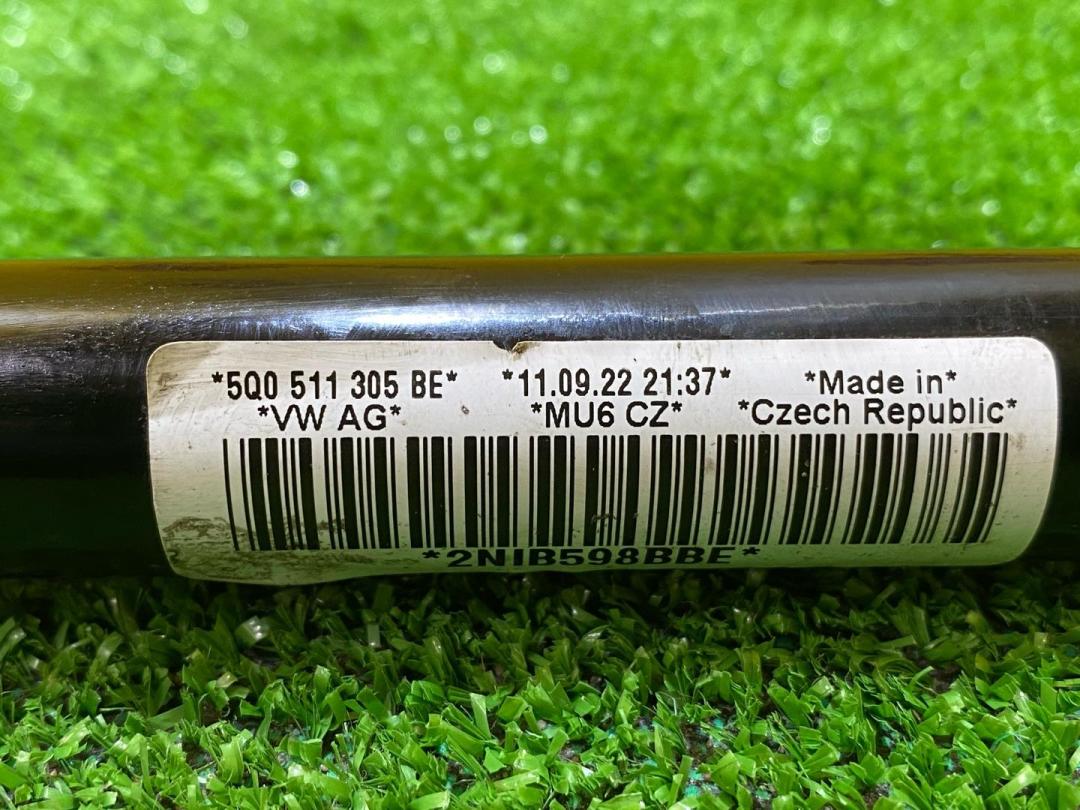 *5Q0 511 305 BE* *11.09.22 21:37* *Made in*
*VW AG* *MU6 CZ* *Czech Republic*
*2NIB598BBE*